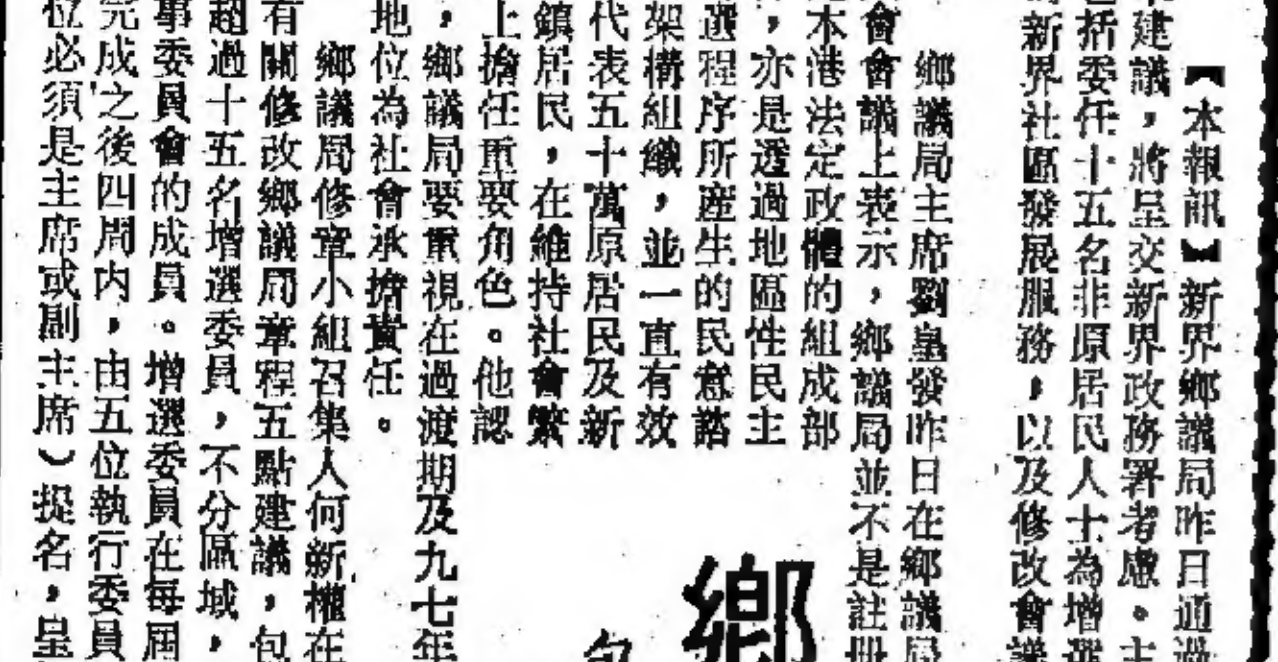 【本報訊】新界鄉議局昨日通過
建議，將呈交新界政務署考慮。主
括委任十五名非原居民人士為增選
新界社區發展服務，以及修改會議
鄉議局主席劉皇發昨日在鄉議局
會會議上表示，鄉議局並不是註冊
本港法定政體的組成部
，亦是透過地區性民主
選程序所產生的民意諮
架構組織，並一直有效
代表五十萬原居民及新
鎮居民，在維持社會繁
上擔任重要角色。他認
，鄉議局要重視在過渡期及九七年
地位為社會承擔責任。
鄉議局修章小組召集人何新權在
有關修改鄉議局章程五點建議，包
超過十五名增選委員，不分區域，
事委員會的成員。增選委員在每屆
完成之後四周內，由五位執行委員
位必須是主席或副主席）提名，呈
鄉
包